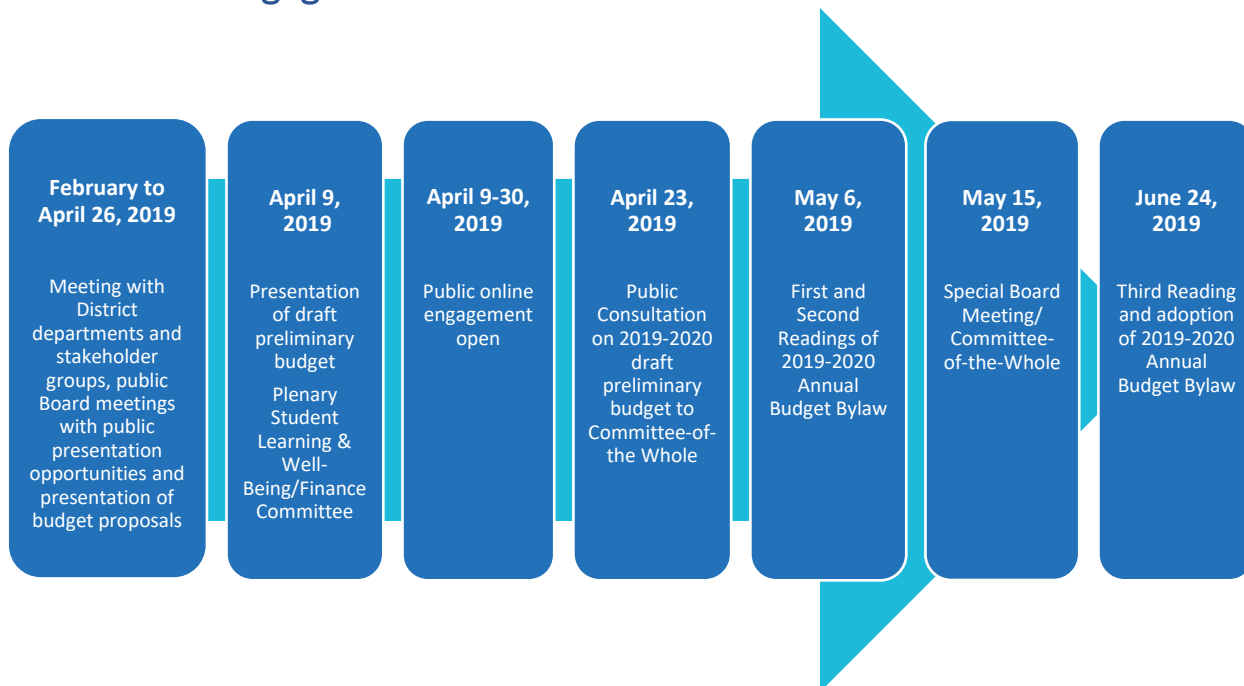 February to
April 26, 2019
Meeting with
District
departments and
stakeholder
groups, public
Board meetings
with public
presentation
opportunities and
presentation of
budget proposals
April 9,
2019
Presentation
of draft
preliminary
budget
Plenary
Student
Learning &
Well-
Being/Finance
Committee
April 9-30,
2019
Public online
engagement
open
April 23,
2019
Public
Consultation
on 2019-2020
draft
preliminary
budget to
Committee-of-
the Whole
May 6,
2019
First and
Second
Readings of
2019-2020
Annual
Budget Bylaw
May 15,
2019
Special Board
Meeting/
Committee-
of-the-Whole
June 24,
2019
Third Reading
and adoption
of 2019-2020
Annual
Budget Bylaw